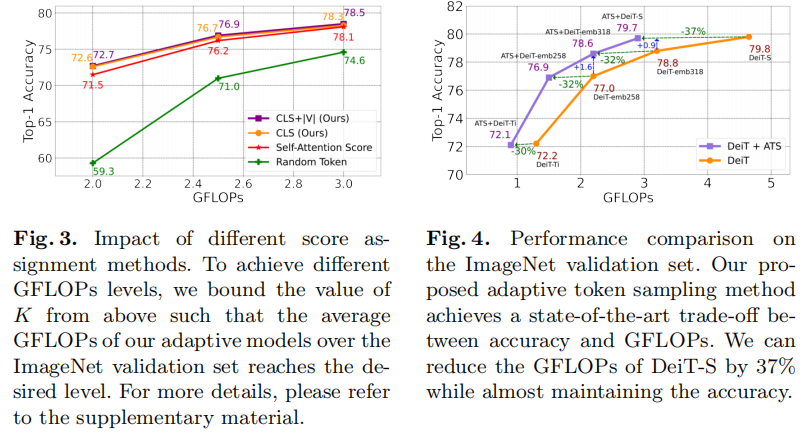 80
75
70
65
60
Top-1 Accuracy
72.6
72.7
71.5
59.3
76.7
76.9
76.2
71.0
78.3
78.5
78.1
74.6
CLS+|V| (Ours)
CLS (Ours)
Self-Attention Score
Random Token
2.0 2.2 2.4 2.6 2.8 3.0
GFLOPs
Fig. 3. Impact of different score as-
signment methods. To achieve different
GFLOPs levels, we bound the value of
K from above such that the average
GFLOPs of our adaptive models over the
ImageNet validation set reaches the de-
sired level. For more details, please refer
to the supplementary material.
82
80
78
76
74
72
70
Top-1 Accuracy
ATS+DeiT-S
79.7
-37%
ATS+DeiT-emb318
78.6
+0.9
79.8
DeiT-S
ATS+DeiT-emb258
76.9
+1.6
-32%
78.8
DeiT-emb318
-32%
77.0
DeiT-emb258
ATS+DeiT-Ti
72.1
-30%
72.2
DeiT-Ti
DeiT + ATS
DeiT
1 2 3 4 5
GFLOPs
Fig. 4. Performance comparison on
the ImageNet validation set. Our pro-
posed adaptive token sampling method
achieves a state-of-the-art trade-off be-
tween accuracy and GFLOPs. We can
reduce the GFLOPs of DeiT-S by 37%
while almost maintaining the accuracy.